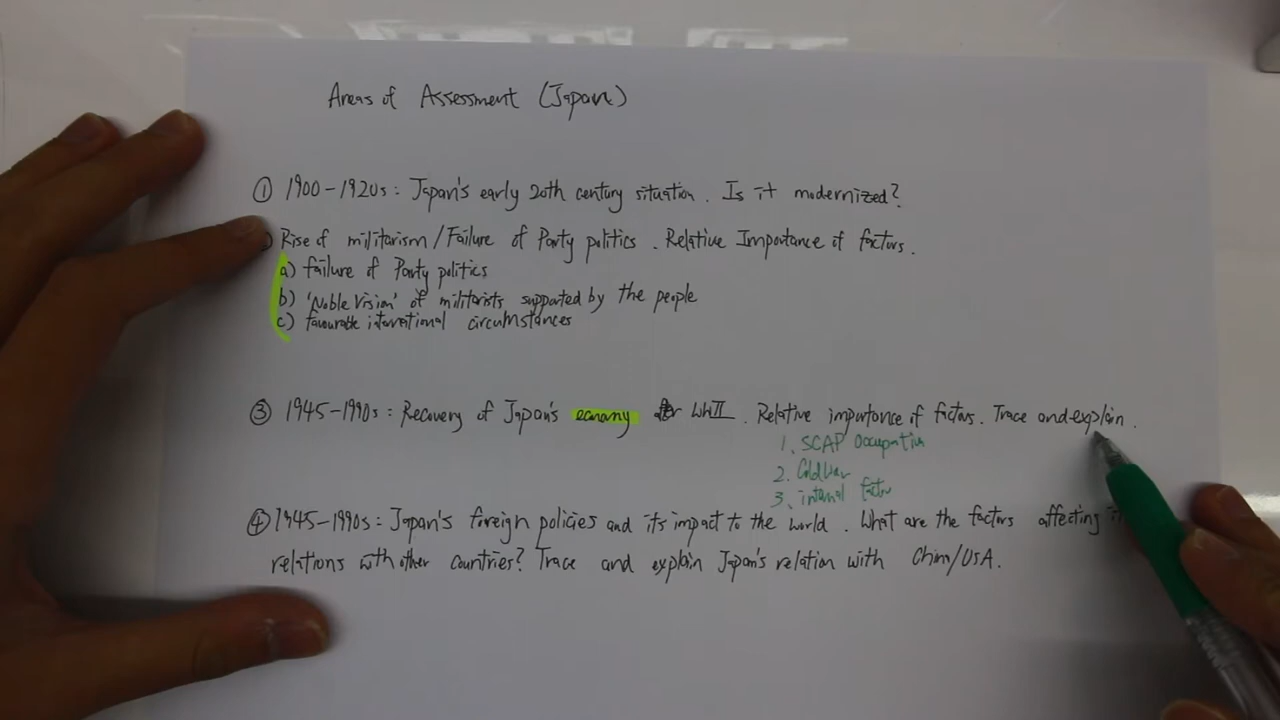 Areas of Assessment (Japan)
① 1900-1920s: Japan's early 20th century situation. Is it modernized?
Rise of militarism/Failure of Party politics. Relative Importance of factors.
a) failure of Party politics
b) 'Noble Vision' of militarists supported by the people
c) favourable international circumstances
③ 1945-1990s: Recovery of Japan's economy after WWII. Relative importance of factors. Trace and explain.
1. SCAP Occupation
2. Cold War
3. internal factor
④ 1945-1990s: Japan's foreign policies and its impact to the world. What are the factors affecting
relations with other countries? Trace and explain Japan's relation with China/USA.